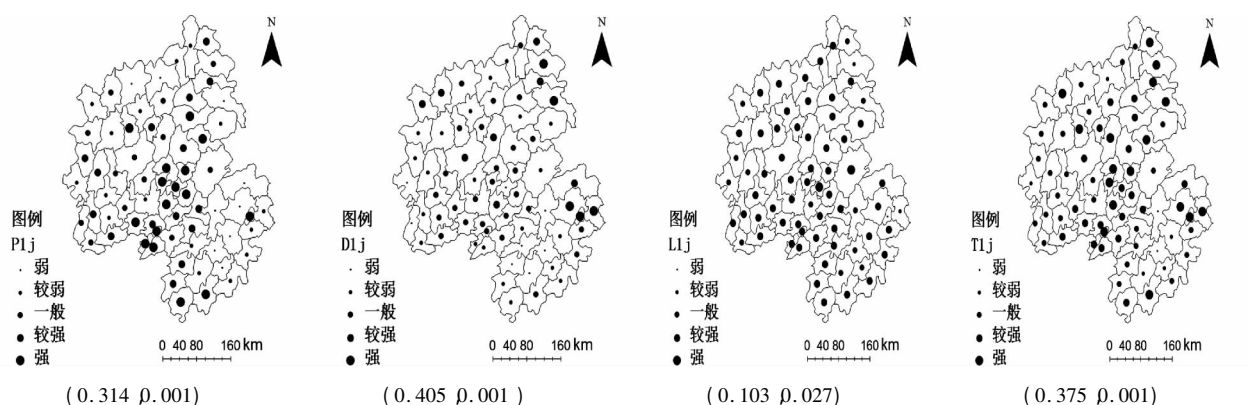 N
图例
P1j
弱
较弱
一般
较强
强
0 40 80 160 km
(0.314 ,0.001)
N
图例
D1j
弱
较弱
一般
较强
强
0 40 80 160 km
(0.405 ,0.001 )
N
图例
L1j
弱
较弱
一般
较强
强
0 40 80 160 km
(0.103 ,0.027)
N
图例
T1j
弱
较弱
一般
较强
强
0 40 80 160 km
(0.375 ,0.001)